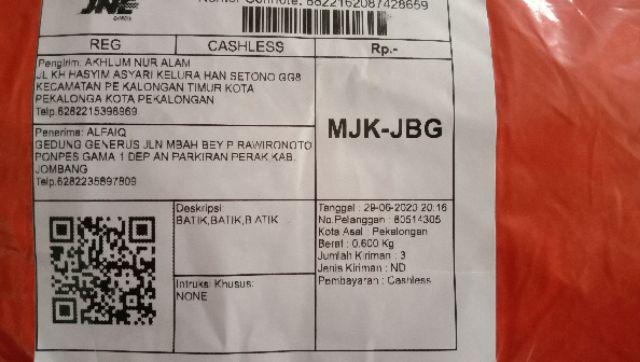 JNE
EXPRESS
Nomor Connote: 8822162087428659
REG CASHLESS Rp.-
Pengirim: AKHLUM NUR ALAM
JL KH HASYIM ASYARI KELURA HAN SETONO GG8
KECAMATAN PE KALONGAN TIMUR KOTA
PEKALONGA KOTA PEKALONGAN
Telp.6282215396969
Penerima: ALFAIQ
GEDUNG GENERUS JLN MBAH BEY P RAWIRONOTO
PONPES GAMA 1 DEP AN PARKIRAN PERAK KAB.
JOMBANG
Telp.6282235897809
MJK-JBG
Deskripsi:
BATIK,BATIK,B ATIK
Intruksi Khusus:
NONE
Tanggal : 29-06-2020 20:16
No.Pelanggan : 80514305
Kota Asal : Pekalongan
Berat : 0.600 Kg
Jumlah Kiriman : 3
Jenis Kiriman : ND
Pembayaran : Cashless